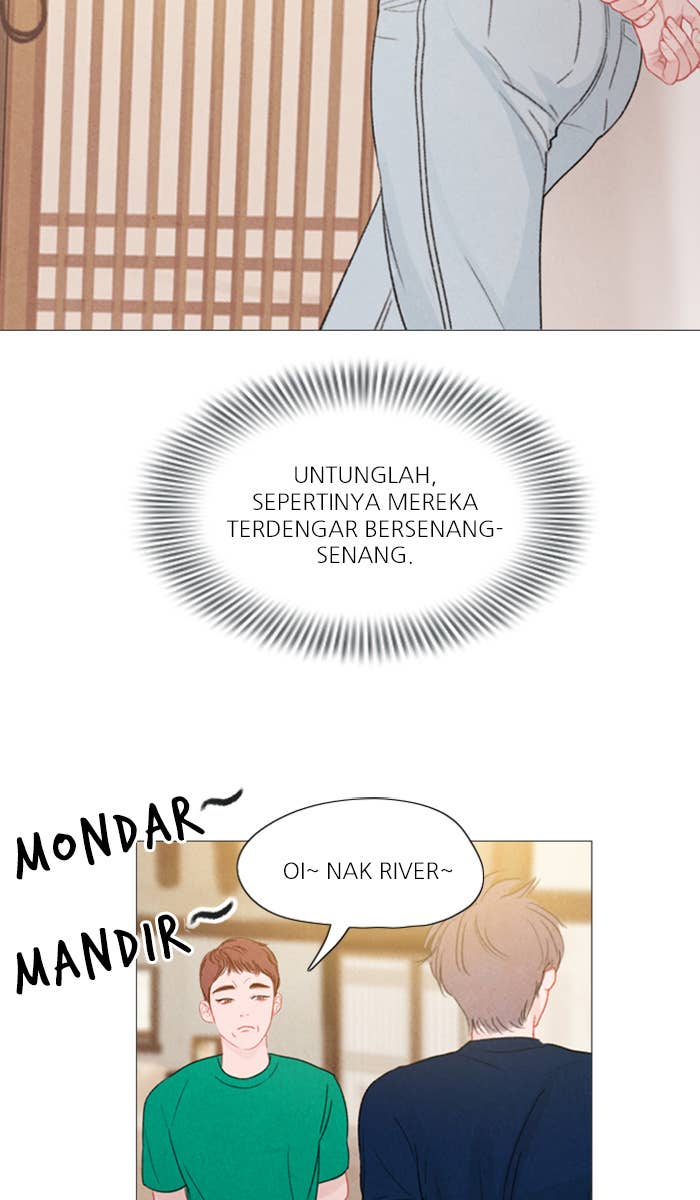 UNTUNGLAH,
SEPERTINYA MEREKA
TERDENGAR BERSENANG-
SENANG.
MONDAR~
OI~ NAK RIVER~
MANDIR~